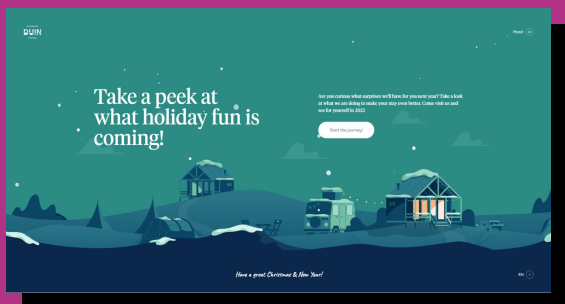 DUIN
Music
Take a peek at
what holiday fun is
coming!
Are you curious what surprises we'll have for you next year? Take a look
at what we are doing to make your stay even better. Come visit us and
see for yourself in 2022
Start the journey!
Have a great Christmas & New Year!
EN